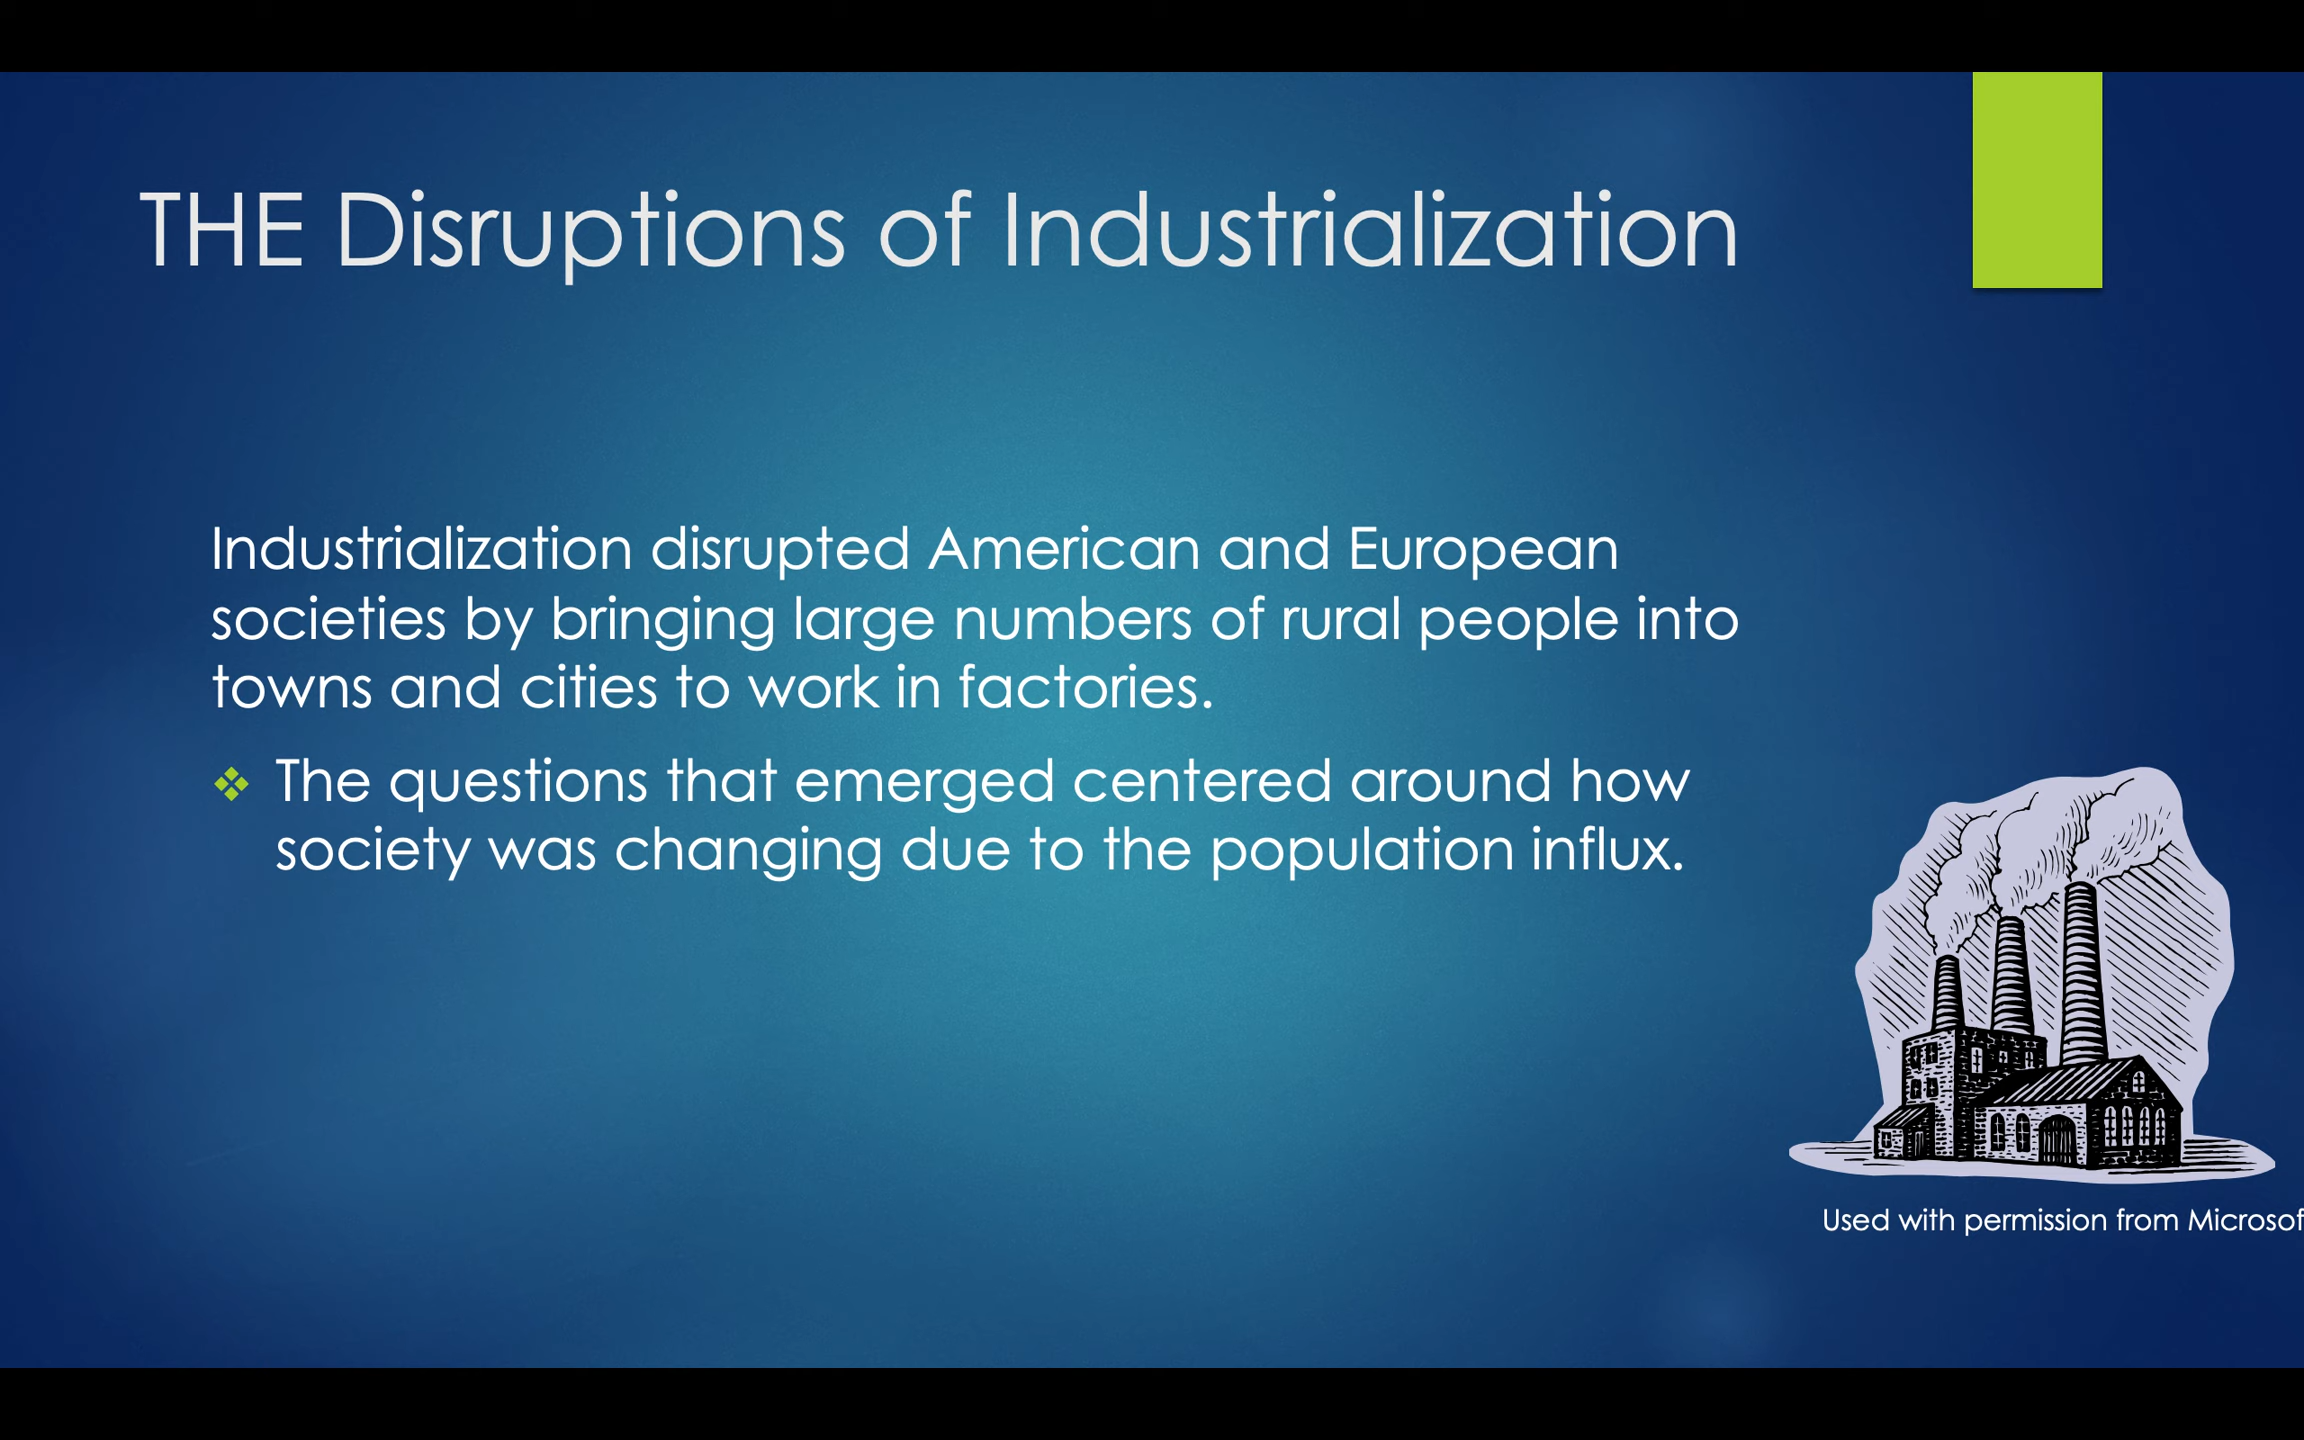 THE Disruptions of Industrialization
Industrialization disrupted American and European
societies by bringing large numbers of rural people into
towns and cities to work in factories.
The questions that emerged centered around how
society was changing due to the population influx.
Used with permission from Microsof